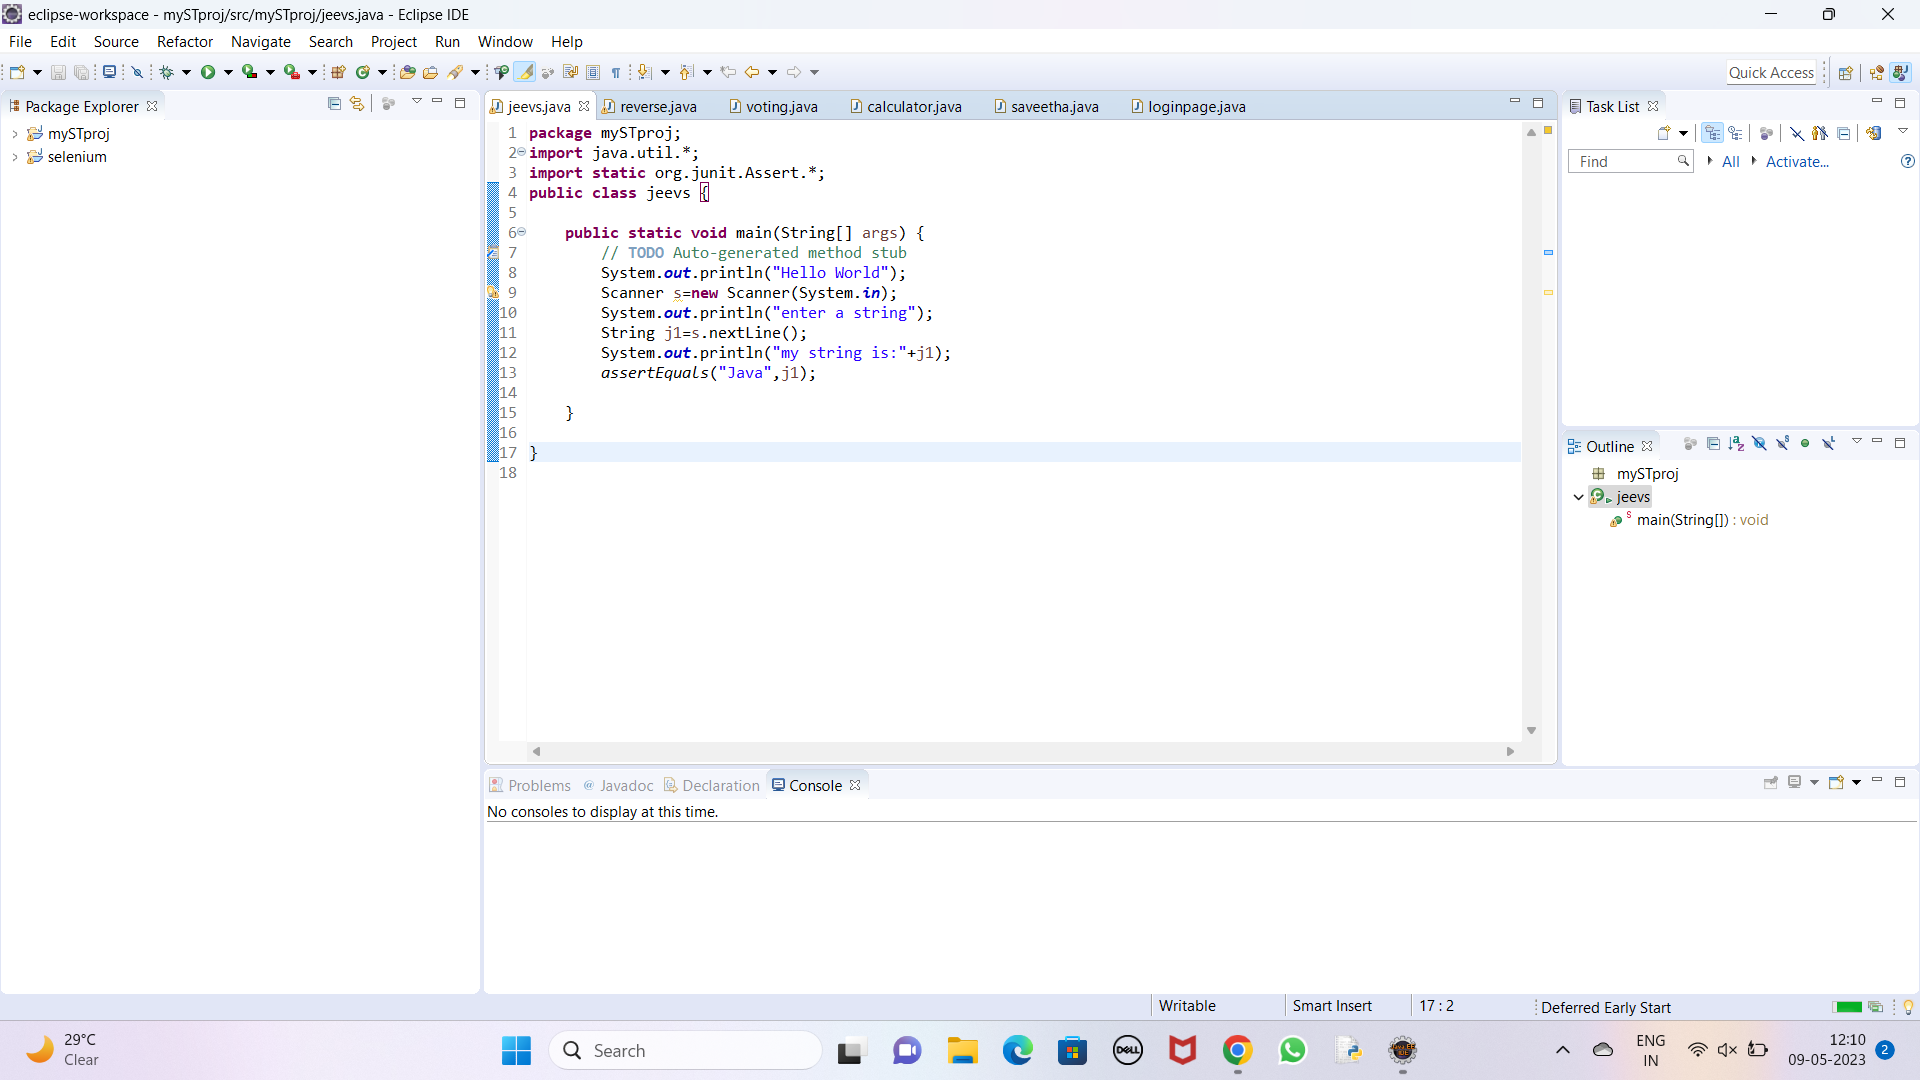 eclipse-workspace - mySTproj/src/mySTproj/jeevs.java - Eclipse IDE
File Edit Source Refactor Navigate Search Project Run Window Help
Quick Access
Package Explorer
mySTproj
selenium
jeevs.java reverse.java voting.java calculator.java saveetha.java loginpage.java
1 package mySTproj;
2 import java.util.*;
3 import static org.junit.Assert.*;
4 public class jeevs {
5
6 public static void main(String[] args) {
7 // TODO Auto-generated method stub
8 System.out.println("Hello World");
9 Scanner s=new Scanner(System.in);
10 System.out.println("enter a string");
11 String j1=s.nextLine();
12 System.out.println("my string is:"+j1);
13 assertEquals("Java",j1);
14
15 }
16
17 }
18
Task List
Find All Activate...
Outline
mySTproj
jeevs
main(String[]) : void
Problems @ Javadoc Declaration Console
No consoles to display at this time.
Writable Smart Insert 17 : 2 Deferred Early Start
29°C
Clear
Search
DELL
ENG
IN
12:10
09-05-2023
2